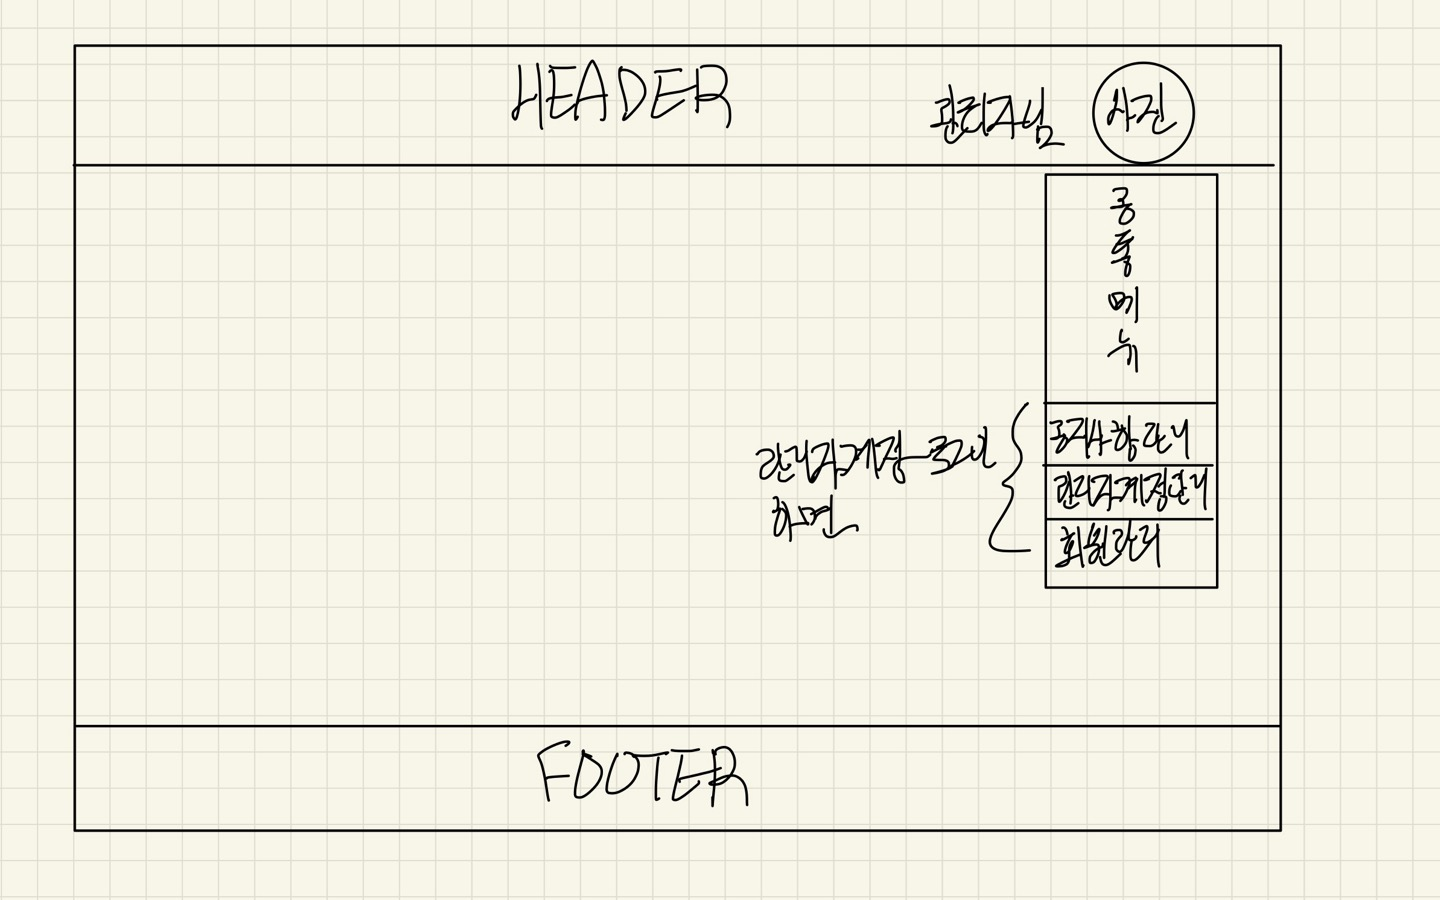 HEADER
관리자님
사진
공
통
메
뉴
관리자계정 로그인
하면
공지사항 관리
관리자계정관리
회원관리
FOOTER